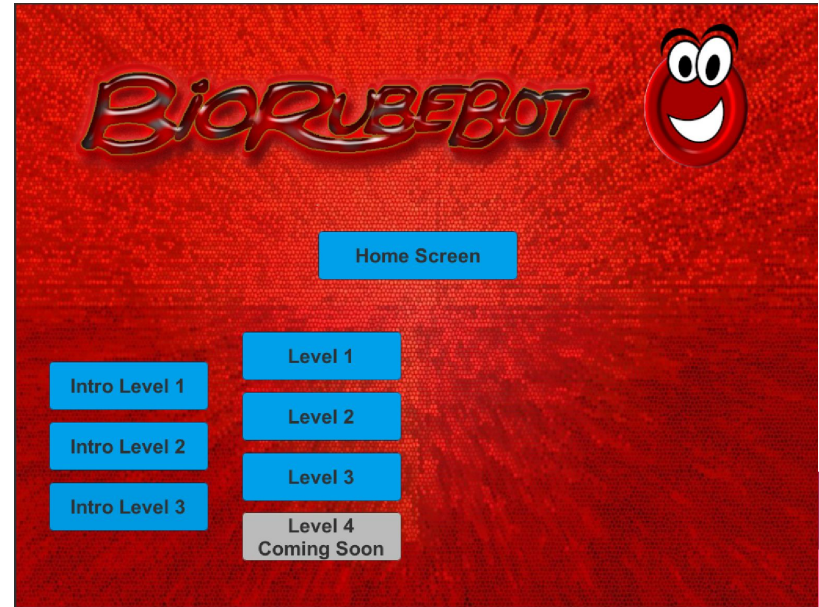 BioRubeBot
Home Screen
Intro Level 1
Intro Level 2
Intro Level 3
Level 1
Level 2
Level 3
Level 4
Coming Soon